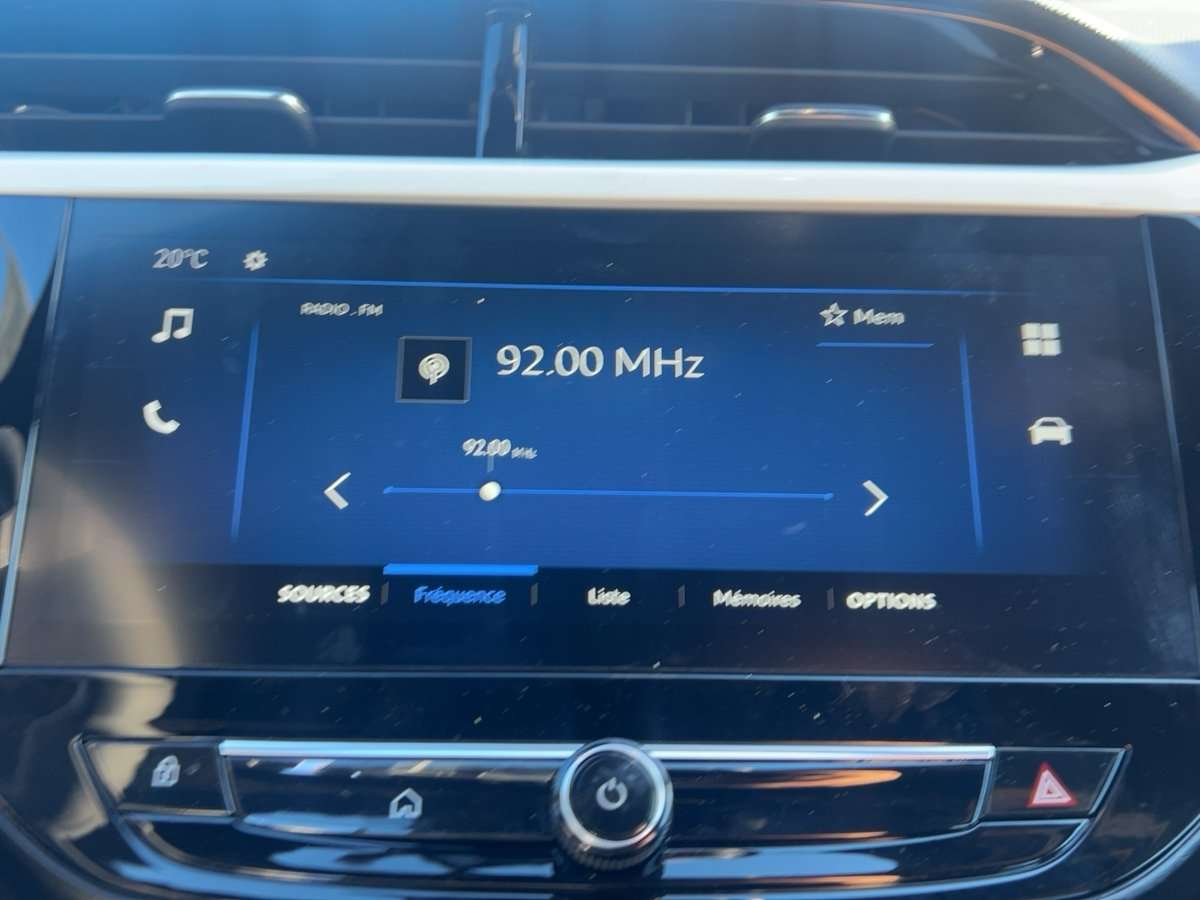 20°C
RADIO . FM
Mem
92.00 MHz
92.00 MHz
SOURCES
Fréquence
Liste
Mémoires
OPTIONS